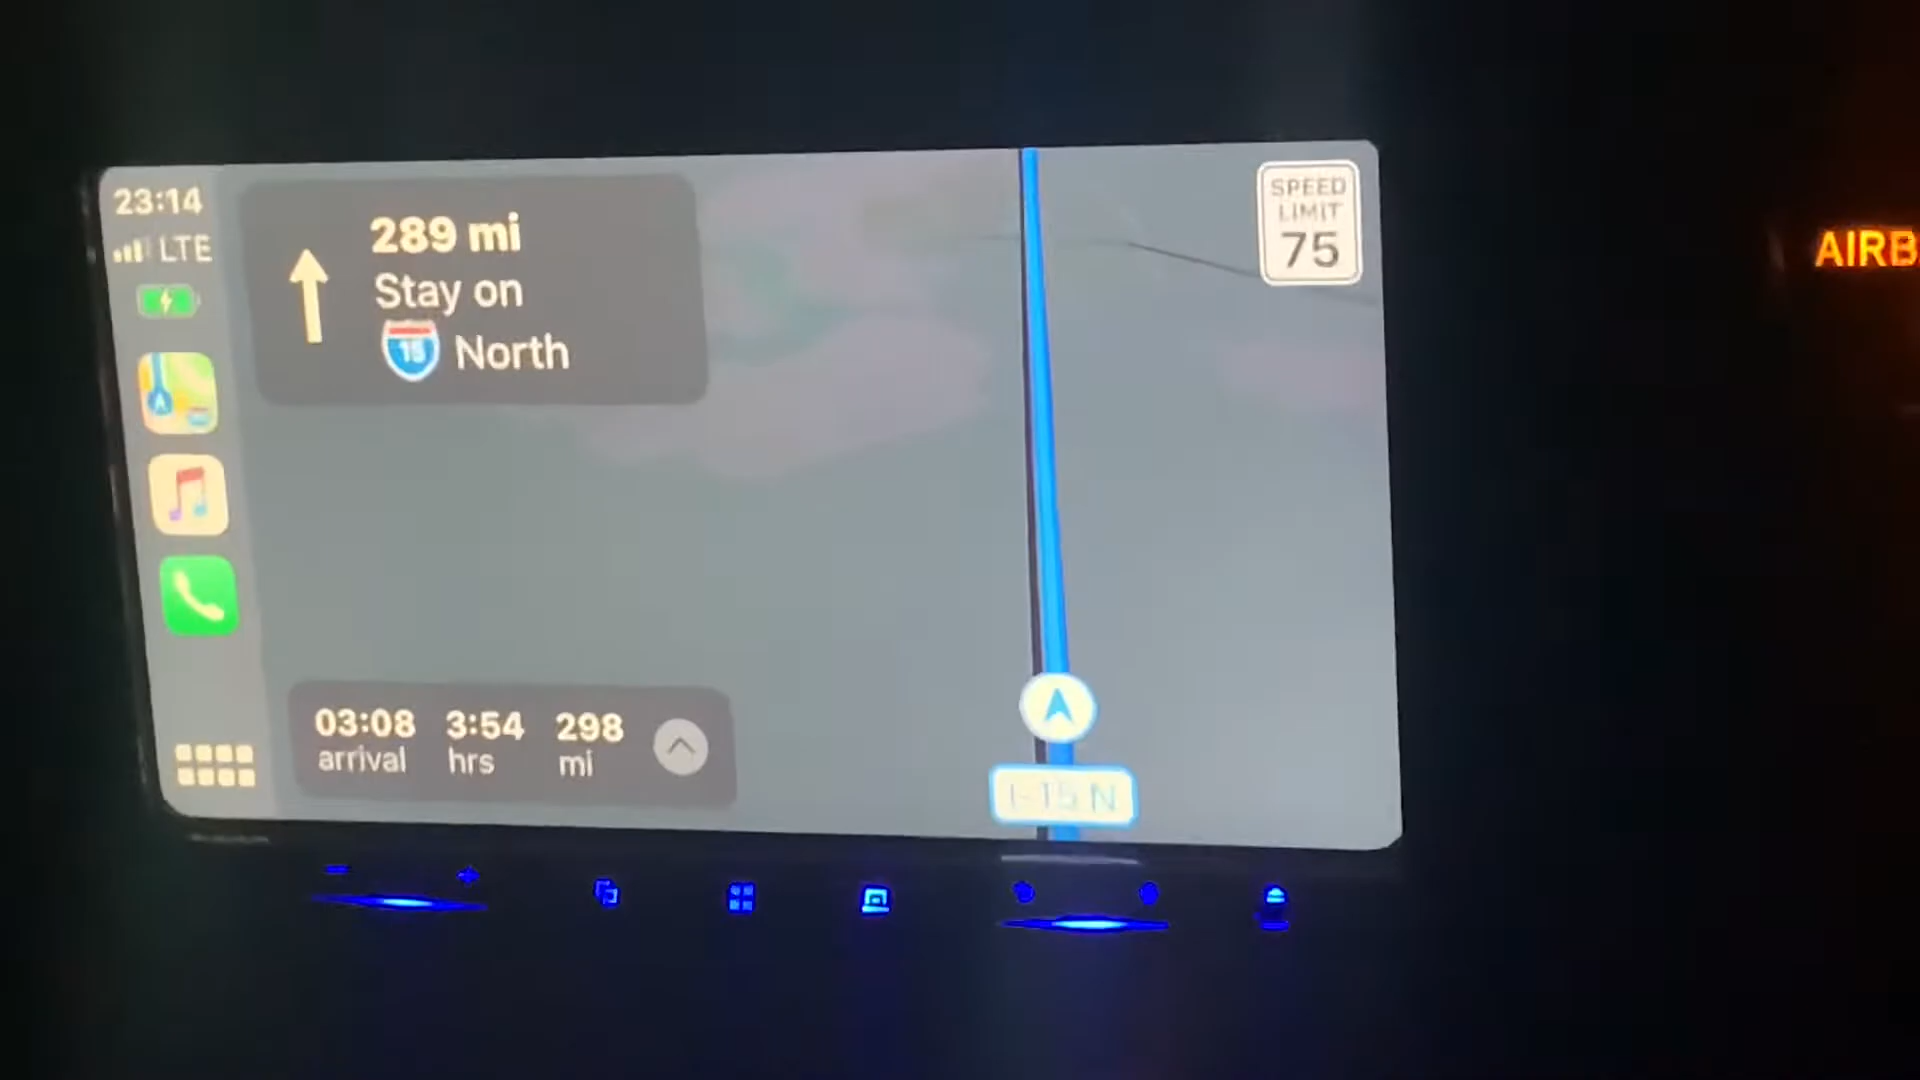 23:14
LTE
289 mi
Stay on
15 North
SPEED
LIMIT
75
03:08 3:54 298
arrival hrs mi
I-15 N
AIRB